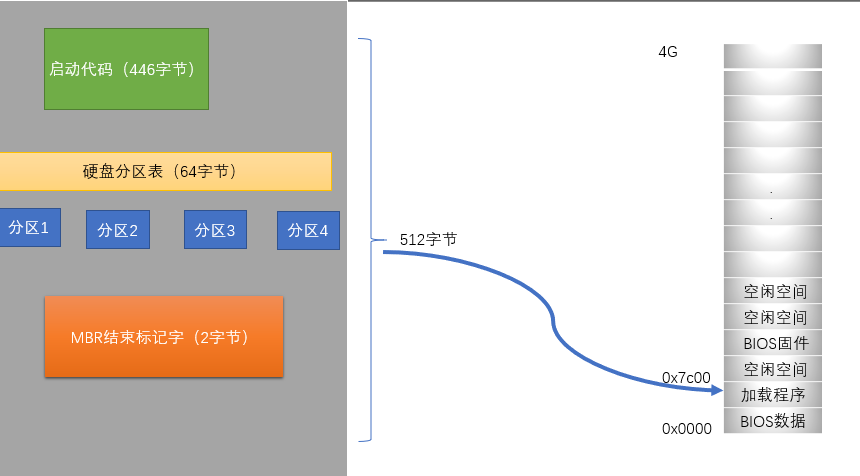 启动代码（446字节）
硬盘分区表（64字节）
分区1
分区2
分区3
分区4
MBR结束标记字（2字节）
512字节
4G
.
.
空闲空间
空闲空间
BIOS固件
空闲空间
0x7c00
加载程序
BIOS数据
0x0000